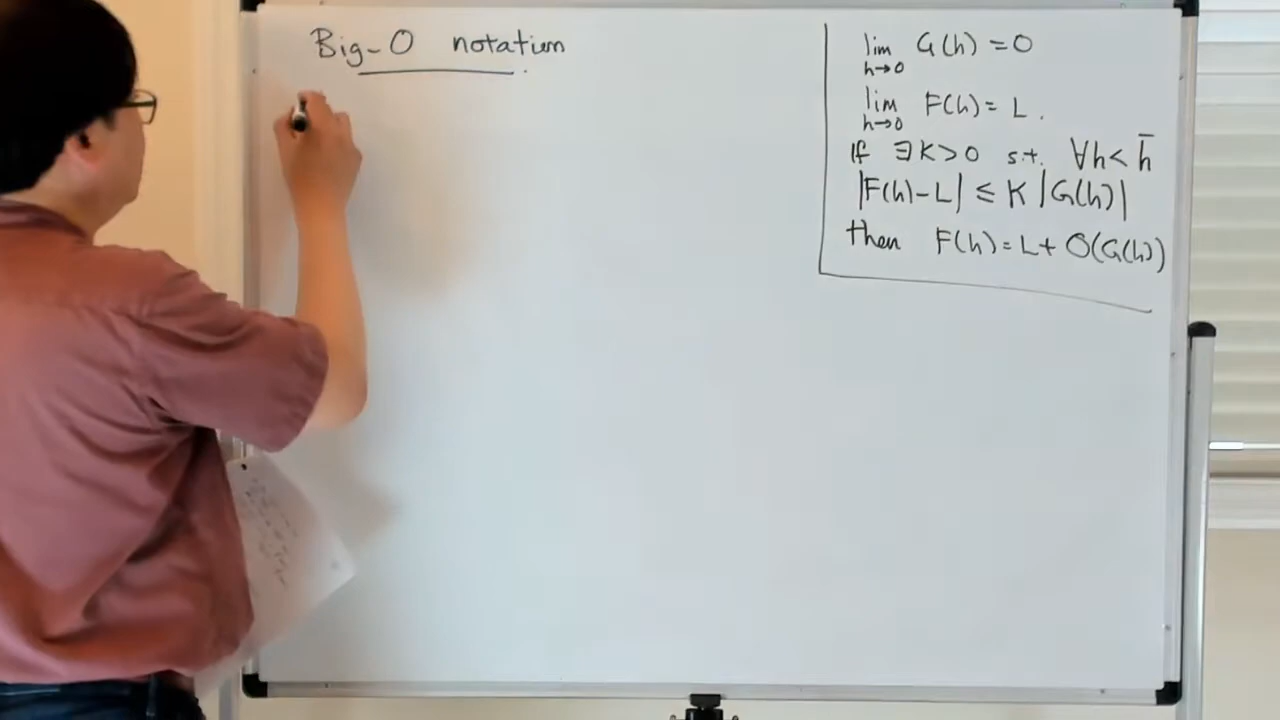 Big-O notation
lim G(h) = 0
h→0
lim F(h) = L.
h→0
If ∃K>0 s.t. ∀h< h̄
|F(h)-L| ≤ K |G(h)|
then F(h) = L + O(G(h))